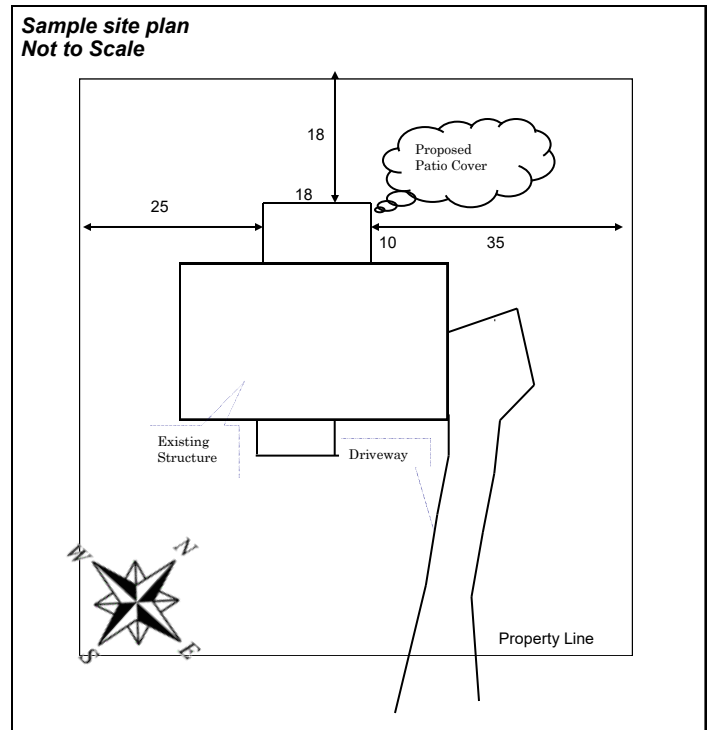 Sample site plan
Not to Scale
18
Proposed
Patio Cover
18
25
10
35
Existing
Structure
Driveway
W
N
S
E
Property Line